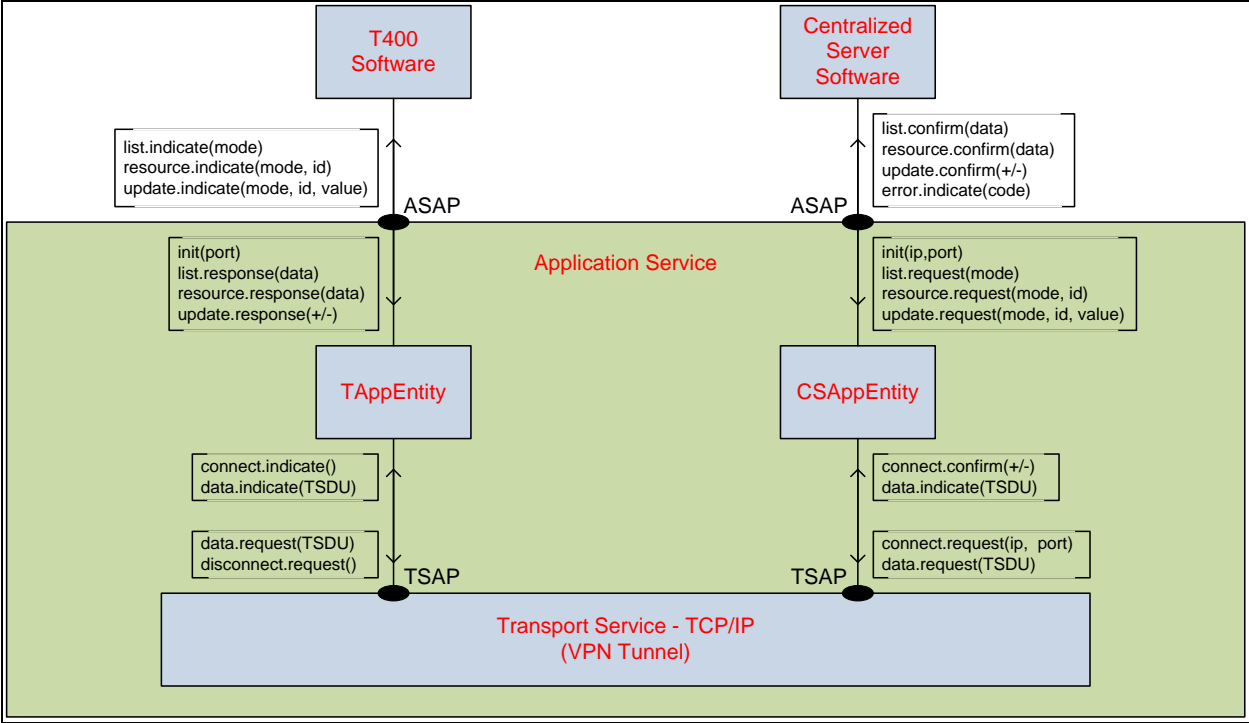 T400
Software
Centralized
Server
Software
list.indicate(mode)
resource.indicate(mode, id)
update.indicate(mode, id, value)
list.confirm(data)
resource.confirm(data)
update.confirm(+/-)
error.indicate(code)
ASAP
ASAP
init(port)
list.response(data)
resource.response(data)
update.response(+/-)
Application Service
init(ip,port)
list.request(mode)
resource.request(mode, id)
update.request(mode, id, value)
TAppEntity
CSAppEntity
connect.indicate()
data.indicate(TSDU)
connect.confirm(+/-)
data.indicate(TSDU)
data.request(TSDU)
disconnect.request()
connect.request(ip, port)
data.request(TSDU)
TSAP
TSAP
Transport Service - TCP/IP
(VPN Tunnel)